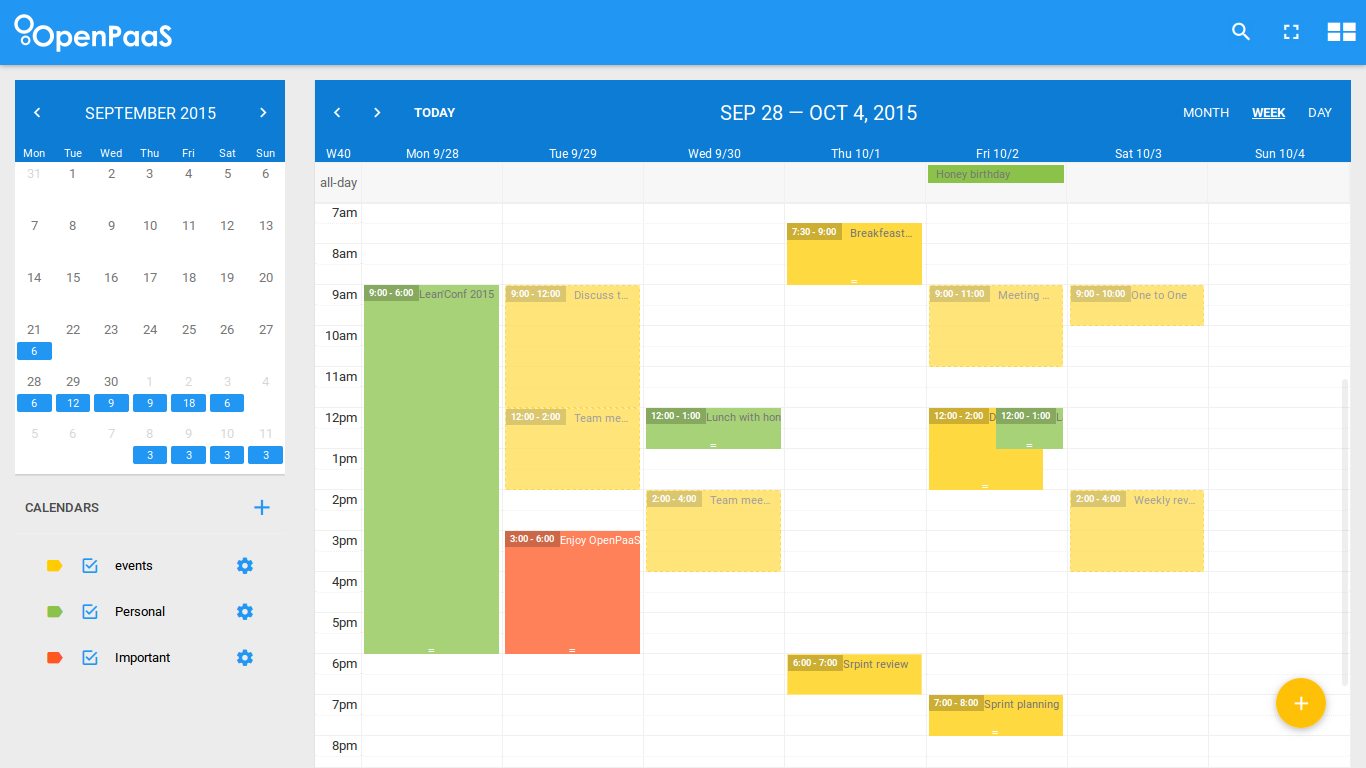 OpenPaaS
SEPTEMBER 2015
Mon Tue Wed Thu Fri Sat Sun
31 1 2 3 4 5 6
7 8 9 10 11 12 13
14 15 16 17 18 19 20
21 22 23 24 25 26 27
6
28 29 30 1 2 3 4
6 12 9 9 18 6
5 6 7 8 9 10 11
3 3 3 3
CALENDARS
events
Personal
Important
TODAY SEP 28 — OCT 4, 2015 MONTH WEEK DAY
W40 Mon 9/28 Tue 9/29 Wed 9/30 Thu 10/1 Fri 10/2 Sat 10/3 Sun 10/4
all-day Honey birthday
7am
7:30 - 9:00 Breakfeast...
8am
9am 9:00 - 6:00 Lean'Conf 2015 9:00 - 12:00 Discuss t... 9:00 - 11:00 Meeting ... 9:00 - 10:00 One to One
10am
11am
12pm 12:00 - 2:00 Team me... 12:00 - 1:00 Lunch with hon 12:00 - 2:00 D 12:00 - 1:00 L
1pm
2pm 2:00 - 4:00 Team mee... 2:00 - 4:00 Weekly rev...
3pm 3:00 - 6:00 Enjoy OpenPaaS
4pm
5pm
6pm 6:00 - 7:00 Srpint review
7pm 7:00 - 8:00 Sprint planning
8pm